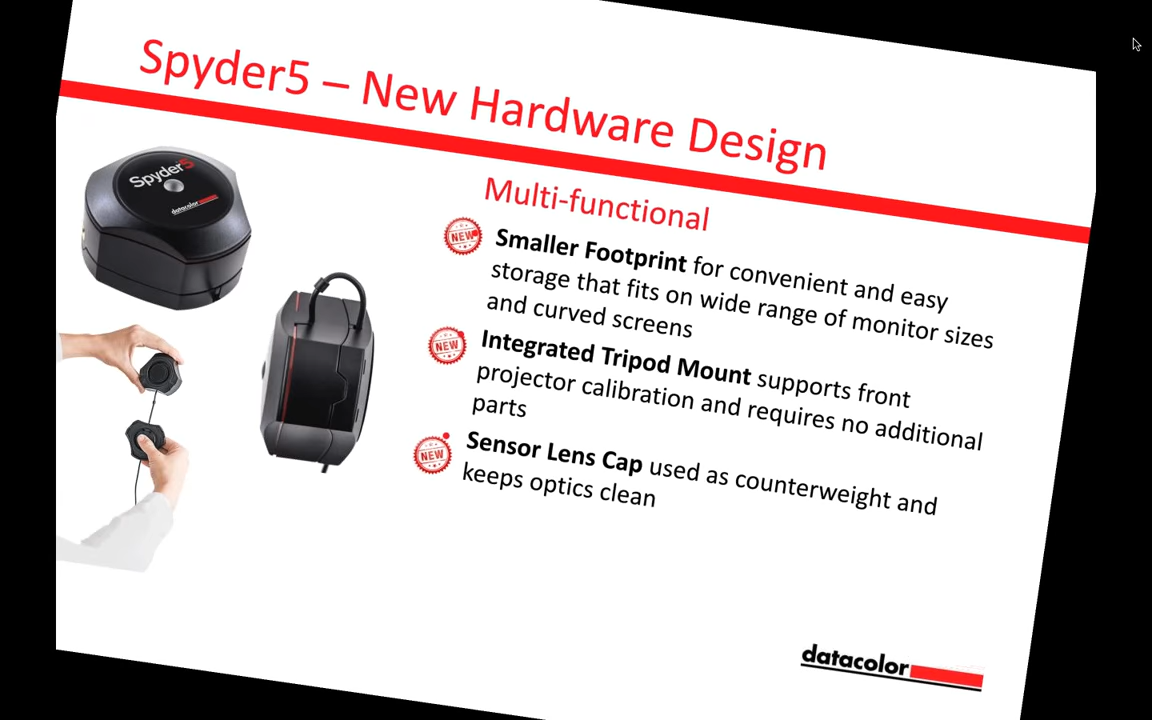 Spyder5 – New Hardware Design
Spyder5
datacolor
Multi-functional
NEW
Smaller Footprint for convenient and easy
storage that fits on wide range of monitor sizes
and curved screens
NEW
Integrated Tripod Mount supports front
projector calibration and requires no additional
parts
NEW
Sensor Lens Cap used as counterweight and
keeps optics clean
datacolor